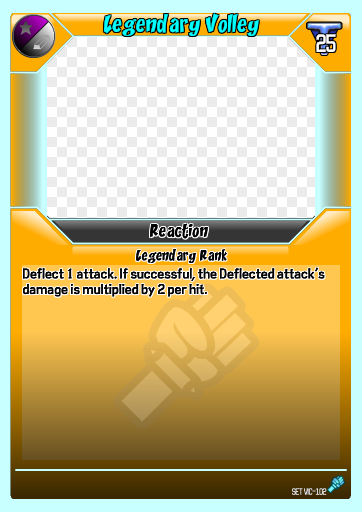 Legendary Volley
25
Reaction
Legendary Rank
Deflect 1 attack. If successful, the Deflected attack's
damage is multiplied by 2 per hit.
SET VIC-102